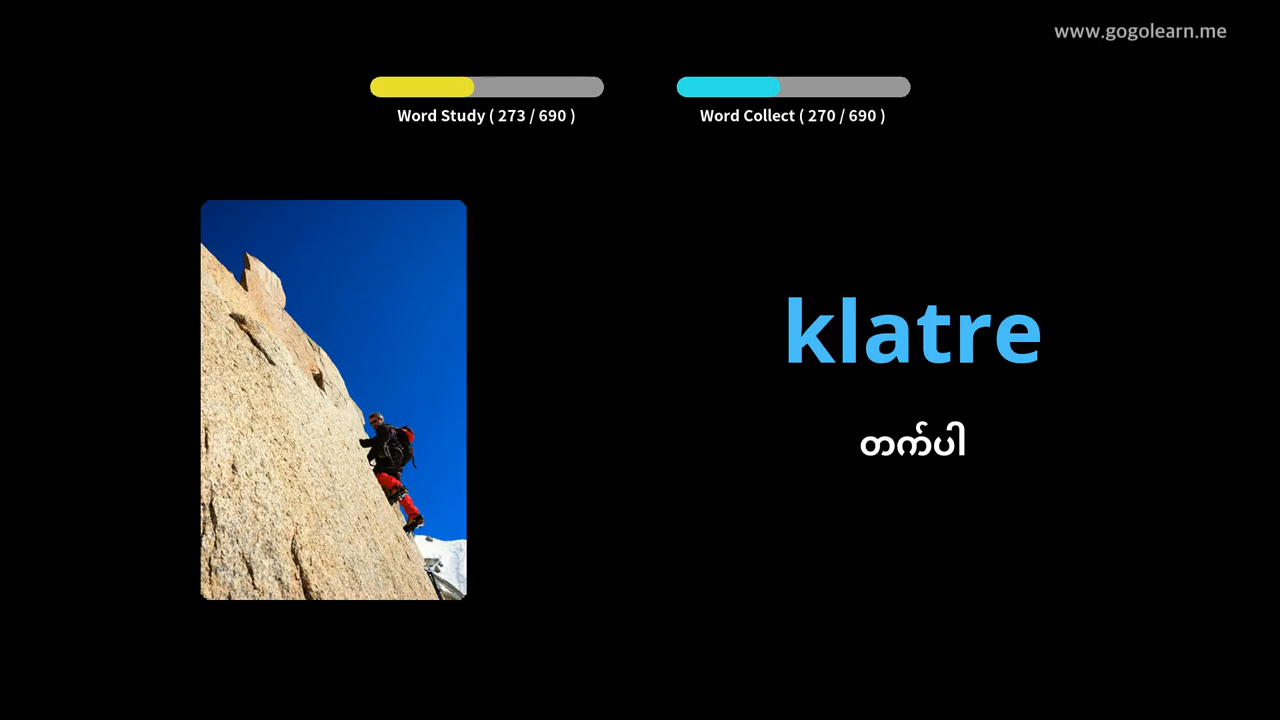 www.gogolearn.me
Word Study ( 273 / 690 )
Word Collect ( 270 / 690 )
klatre
တက်ပါ